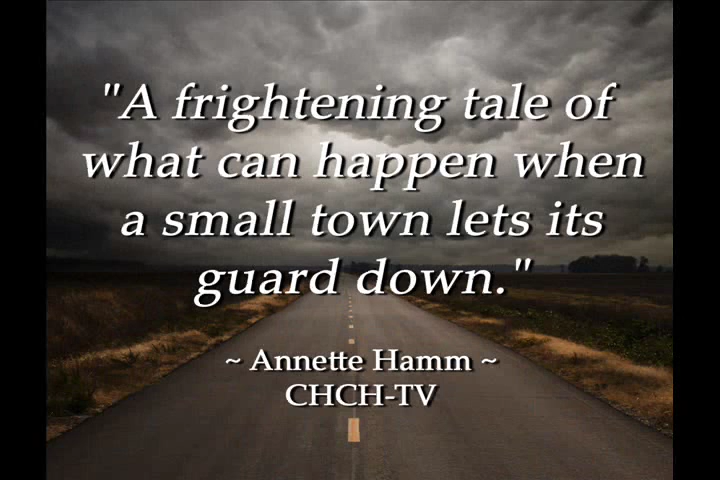 "A frightening tale of
what can happen when
a small town lets its
guard down."
~ Annette Hamm ~
CHCH-TV